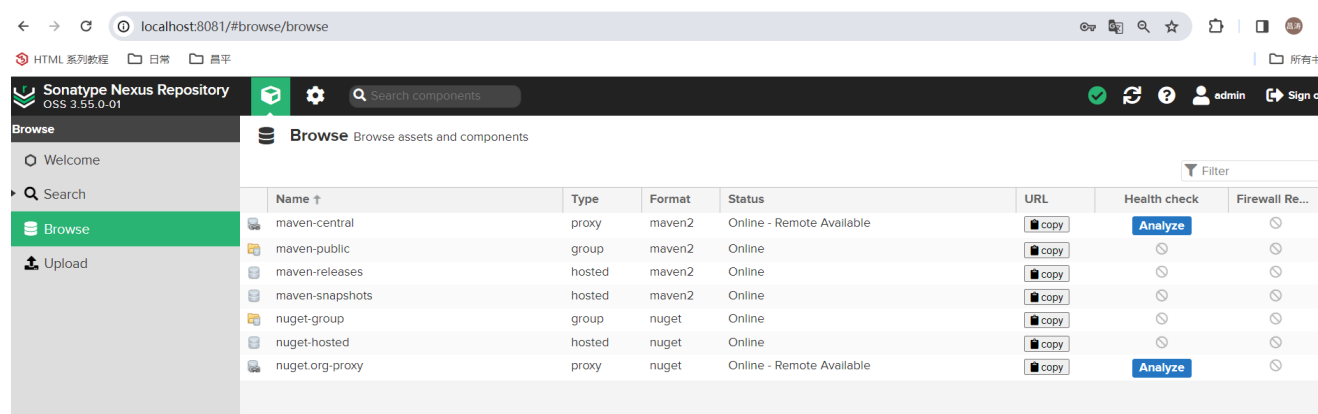 localhost:8081/#browse/browse
HTML 系列教程 日常 昌平 所有
Sonatype Nexus Repository
OSS 3.55.0-01
Search components
admin Sign
Browse
Browse Browse assets and components
Welcome
Filter
Search
Name Type Format Status URL Health check Firewall Re...
maven-central proxy maven2 Online - Remote Available copy Analyze
Browse
maven-public group maven2 Online copy
Upload
maven-releases hosted maven2 Online copy
maven-snapshots hosted maven2 Online copy
nuget-group group nuget Online copy
nuget-hosted hosted nuget Online copy
nuget.org-proxy proxy nuget Online - Remote Available copy Analyze